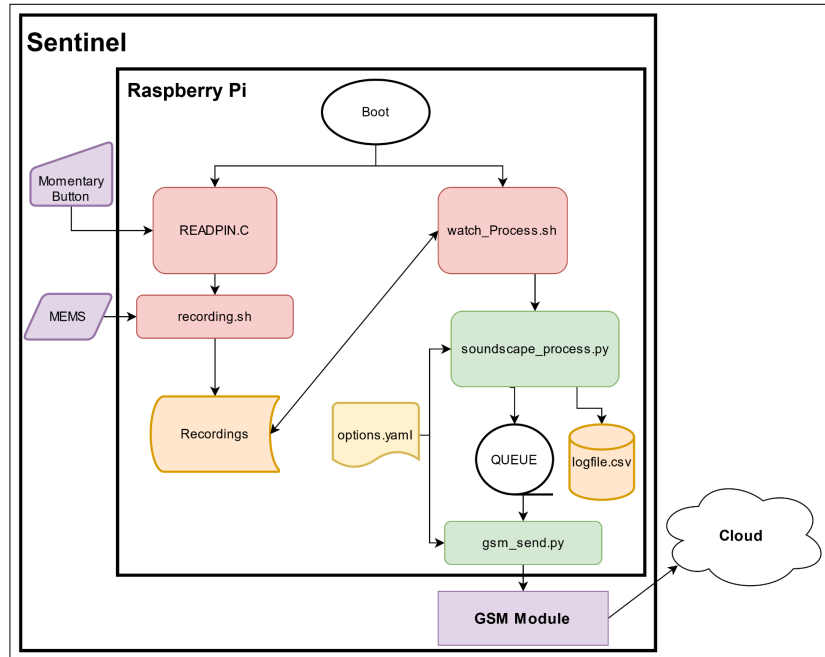 Sentinel
Raspberry Pi
Boot
Momentary
Button
READPIN.C
watch_Process.sh
MEMS
recording.sh
soundscape_process.py
Recordings
options.yaml
QUEUE
logfile.csv
gsm_send.py
Cloud
GSM Module